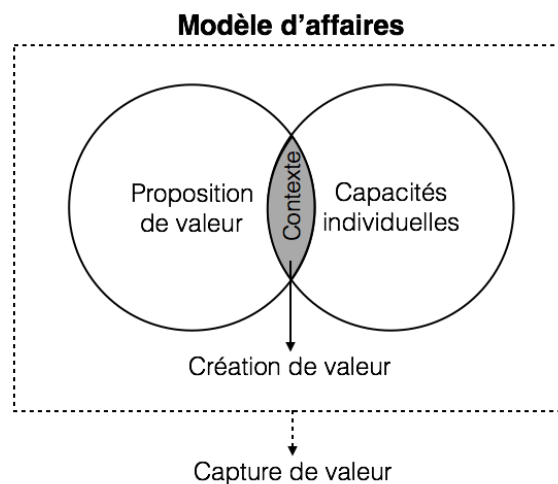 Modèle d’affaires
Proposition
de valeur
Contexte
Capacités
individuelles
Création de valeur
Capture de valeur